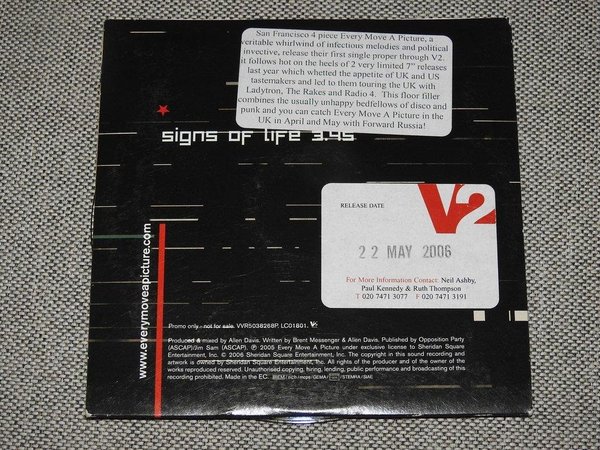 San Francisco 4 piece Every Move A Picture, a
veritable whirlwind of infectious melodies and political
invective, release their first single proper through V2.
it follows hot on the heels of 2 very limited 7" releases
last year which whetted the appetite of UK and US
tastemakers and led to them touring the UK with
Ladytron, The Rakes and Radio 4. This floor filler
combines the usually unhappy bedfellows of disco and
punk and you can catch Every Move A Picture in the
UK in April and May with Forward Russia!
signs of life 3.45
RELEASE DATE
V2
22 MAY 2006
For More Information Contact: Neil Ashby,
Paul Kennedy & Ruth Thompson
T 020 7471 3077 F 020 7471 3191
www.everymoveapicture.com
Promo only - not for sale. VVR5038268P, LC01801. V2
Produced & mixed by Allen Davis. Written by Brent Messenger & Allen Davis. Published by Opposition Party
(ASCAP)/Jim Sam (ASCAP). ℗ 2005 Every Move A Picture under exclusive license to Sheridan Square
Entertainment, Inc. © 2006 Sheridan Square Entertainment, Inc. The copyright in this sound recording and
artwork is owned by Sheridan Square Entertainment, Inc. All rights of the producer and of the owner of the
works reproduced reserved. Unauthorised copying, hiring, lending, public performance and broadcasting of this
recording prohibited. Made in the EC. BIEM/ncb/mcps/GEMA/ /STEMRA/SAE